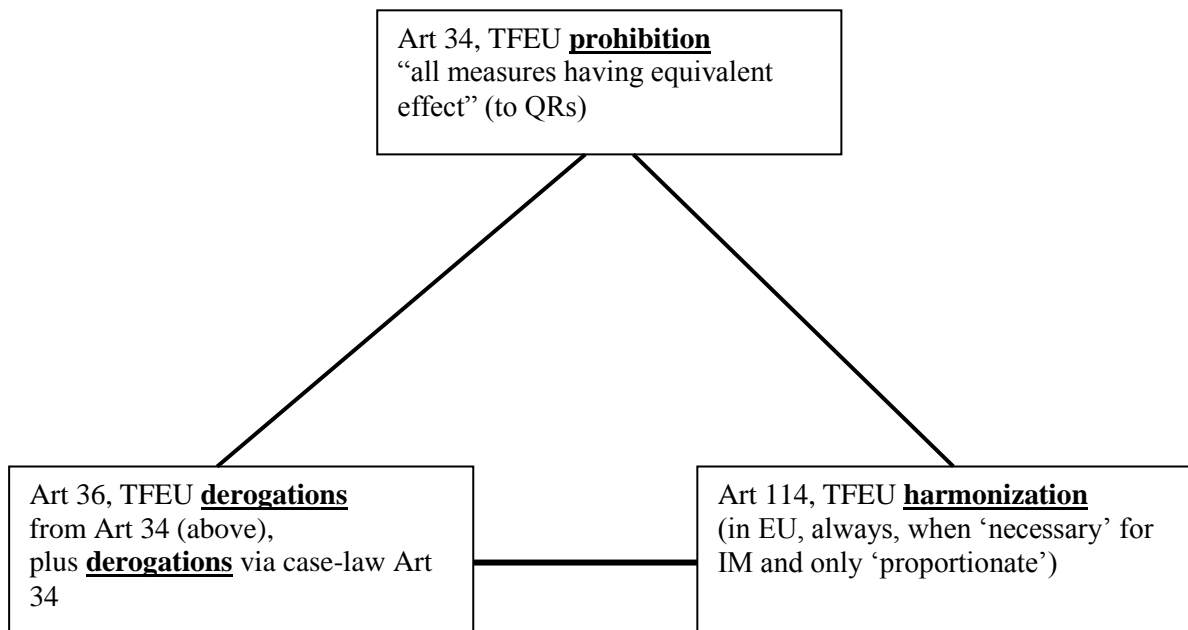 Art 34, TFEU prohibition
“all measures having equivalent
effect” (to QRs)
Art 36, TFEU derogations
from Art 34 (above),
plus derogations via case-law Art
34
Art 114, TFEU harmonization
(in EU, always, when ‘necessary’ for
IM and only ‘proportionate’)